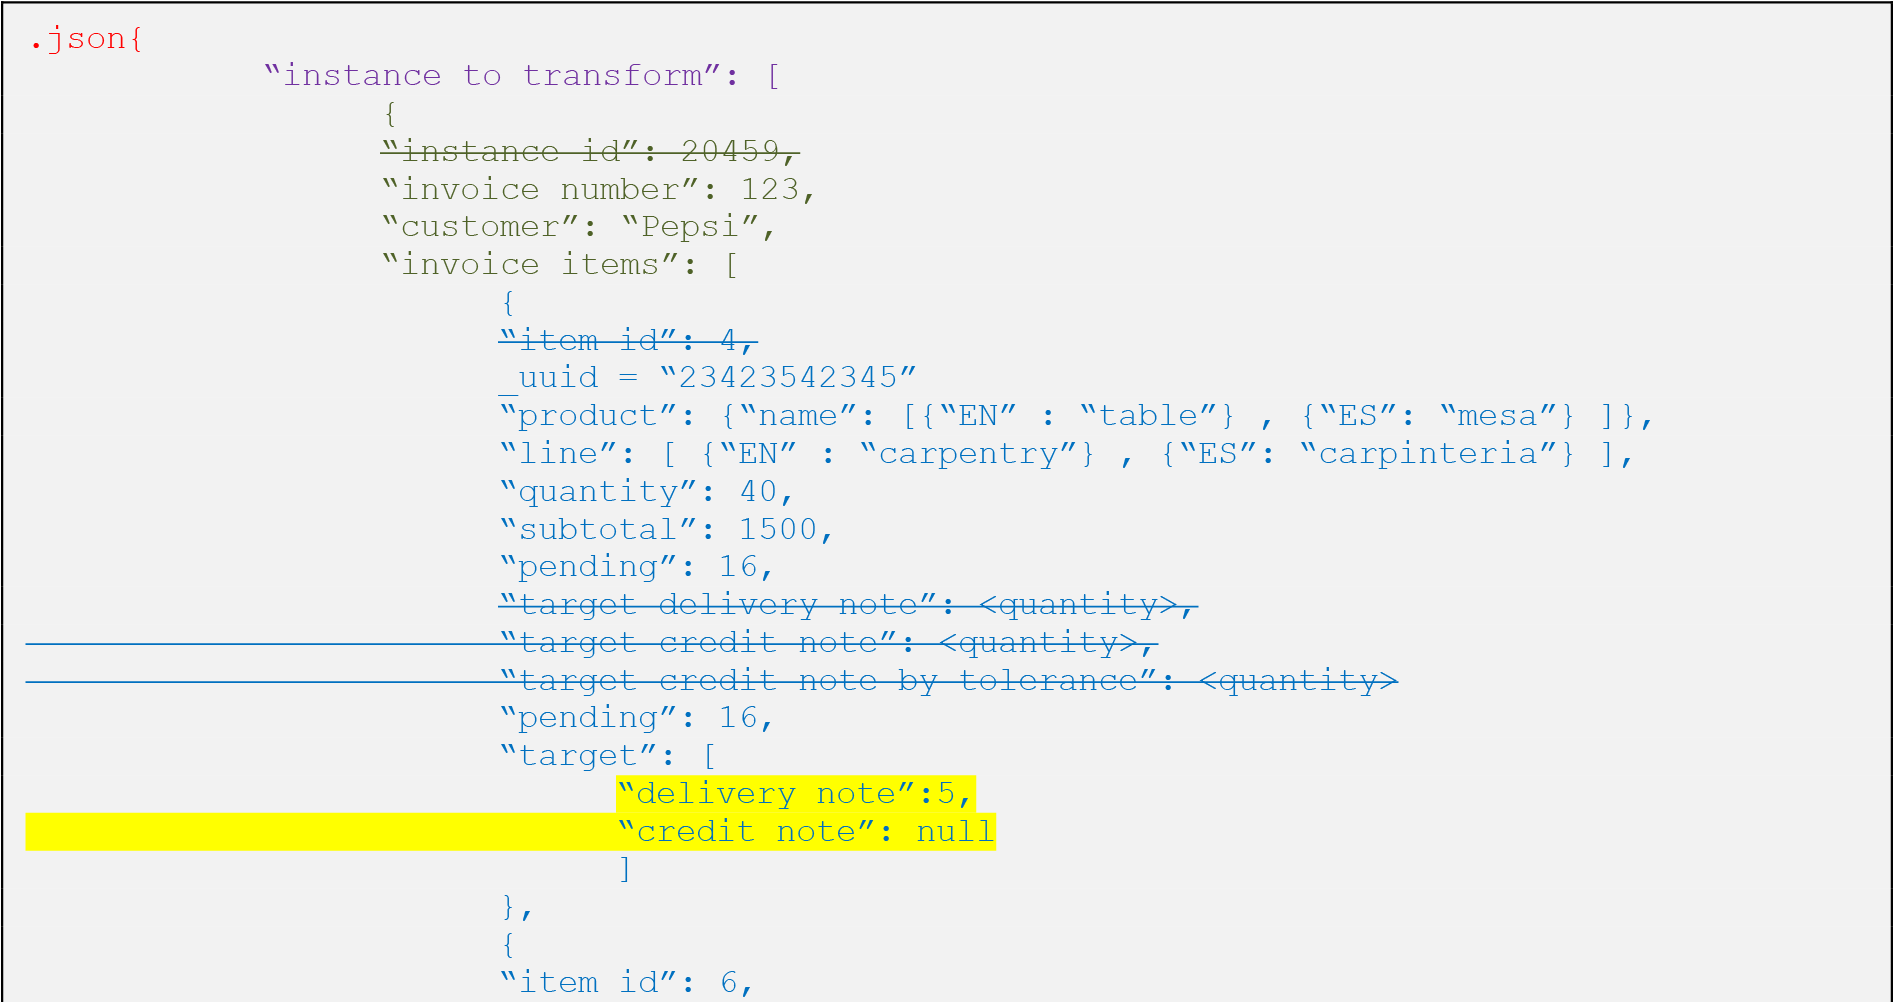 .json{
“instance to transform”: [
{
“instance id”: 20459,
“invoice number”: 123,
“customer”: “Pepsi”,
“invoice items”: [
{
“item id”: 4,
_uuid = “23423542345”
“product”: {“name”: [{“EN” : “table”} , {“ES”: “mesa”} ]},
“line”: [ {“EN” : “carpentry”} , {“ES”: “carpinteria”} ],
“quantity”: 40,
“subtotal”: 1500,
“pending”: 16,
“target delivery note”: <quantity>,
“target credit note”: <quantity>,
“target credit note by tolerance”: <quantity>
“pending”: 16,
“target”: [
“delivery note”:5,
“credit note”: null
]
},
{
“item id”: 6,